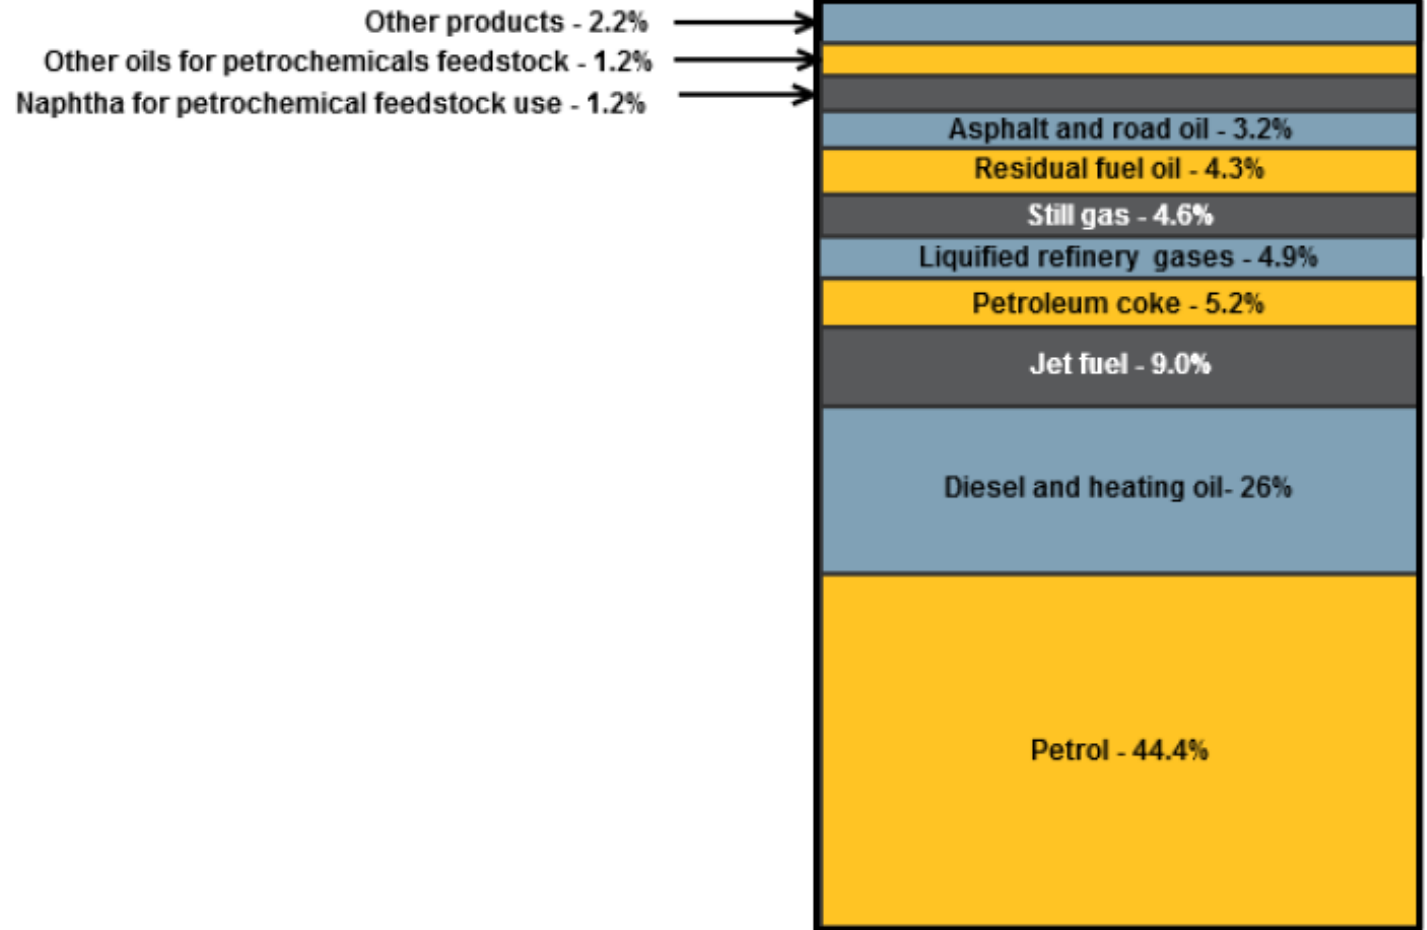 Other products - 2.2%
Other oils for petrochemicals feedstock - 1.2%
Naphtha for petrochemical feedstock use - 1.2%
Asphalt and road oil - 3.2%
Residual fuel oil - 4.3%
Still gas - 4.6%
Liquified refinery  gases - 4.9%
Petroleum coke - 5.2%
Jet fuel - 9.0%
Diesel and heating oil- 26%
Petrol - 44.4%